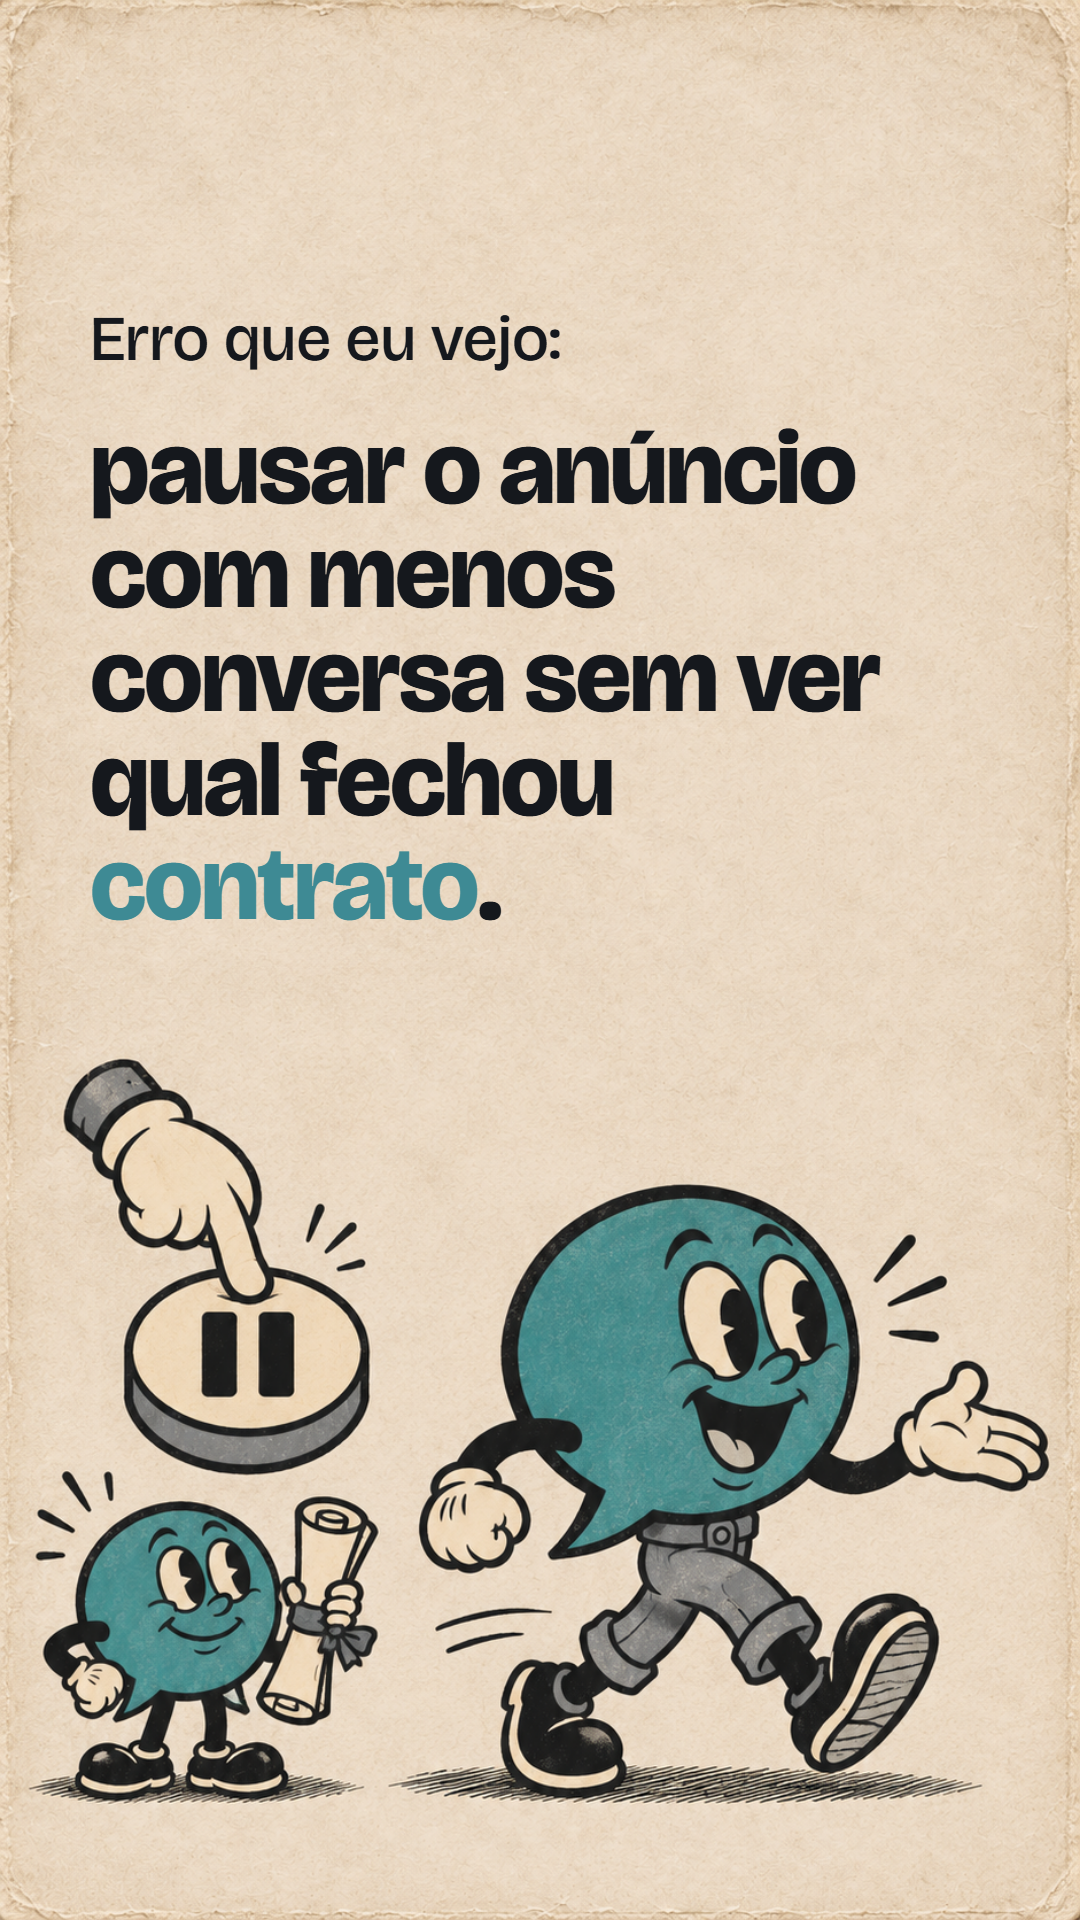 Erro que eu vejo:
pausar o anúncio
com menos
conversa sem ver
qual fechou
contrato.